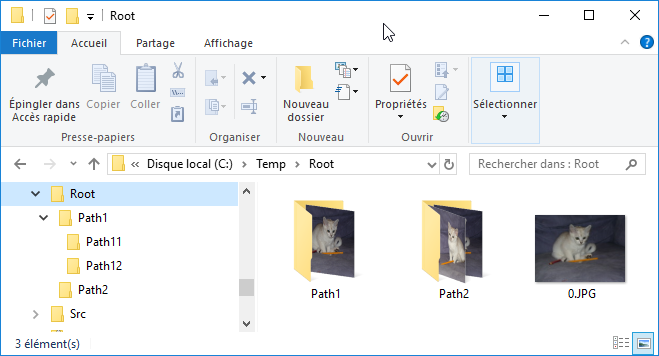 Root
Fichier Accueil Partage Affichage
Épingler dans Accès rapide
Copier
Coller
Presse-papiers
Organiser
Nouveau dossier
Nouveau
Propriétés
Ouvrir
Sélectionner
« Disque local (C:) > Temp > Root
Rechercher dans : Root
Root
Path1
Path11
Path12
Path2
Src
Path1
Path2
0.JPG
3 élément(s)